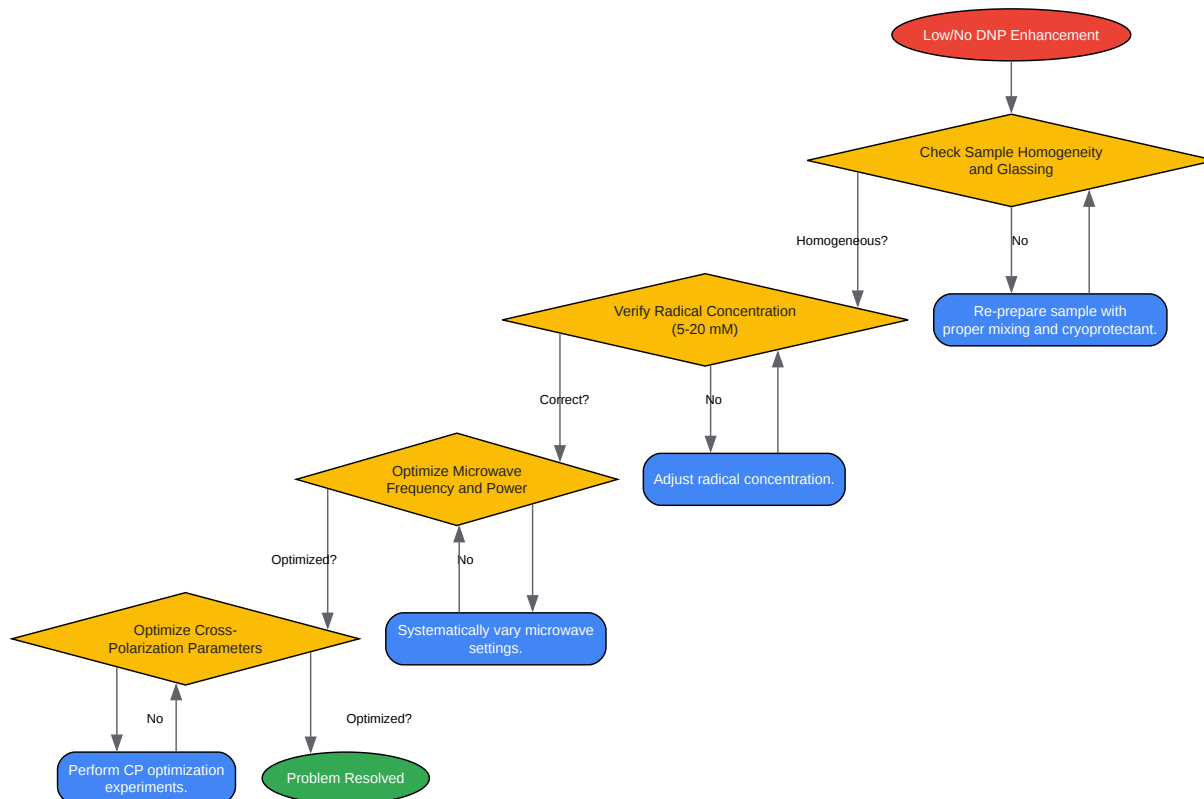 Low/No DNP Enhancement
Check Sample Homogeneity
and Glassing
Homogeneous?
No
Re-prepare sample with
proper mixing and cryoprotectant.
Verify Radical Concentration
(5-20 mM)
Correct?
No
Adjust radical concentration.
Optimize Microwave
Frequency and Power
Optimized?
No
Systematically vary microwave
settings.
Optimize Cross-
Polarization Parameters
No
Optimized?
Perform CP optimization
experiments.
Problem Resolved